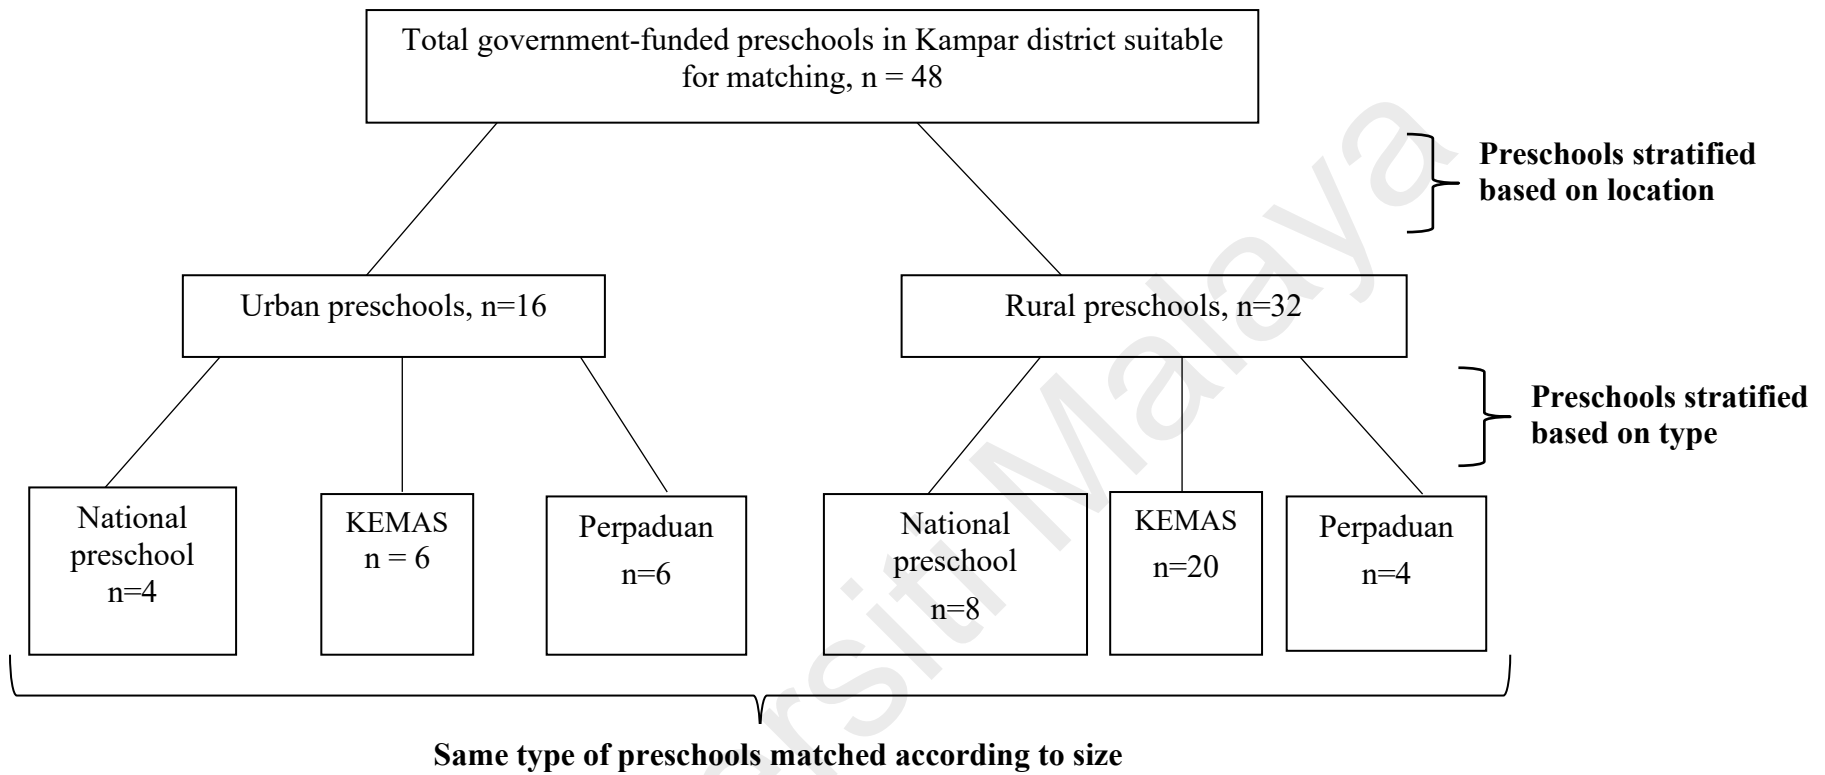 Total government-funded preschools in Kampar district suitable
for matching, n = 48
Preschools stratified
based on location
Urban preschools, n=16
Rural preschools, n=32
Preschools stratified
based on type
National
preschool
n=4
KEMAS
n = 6
Perpaduan
n=6
National
preschool
n=8
KEMAS
n=20
Perpaduan
n=4
Same type of preschools matched according to size
arsiti Malaya